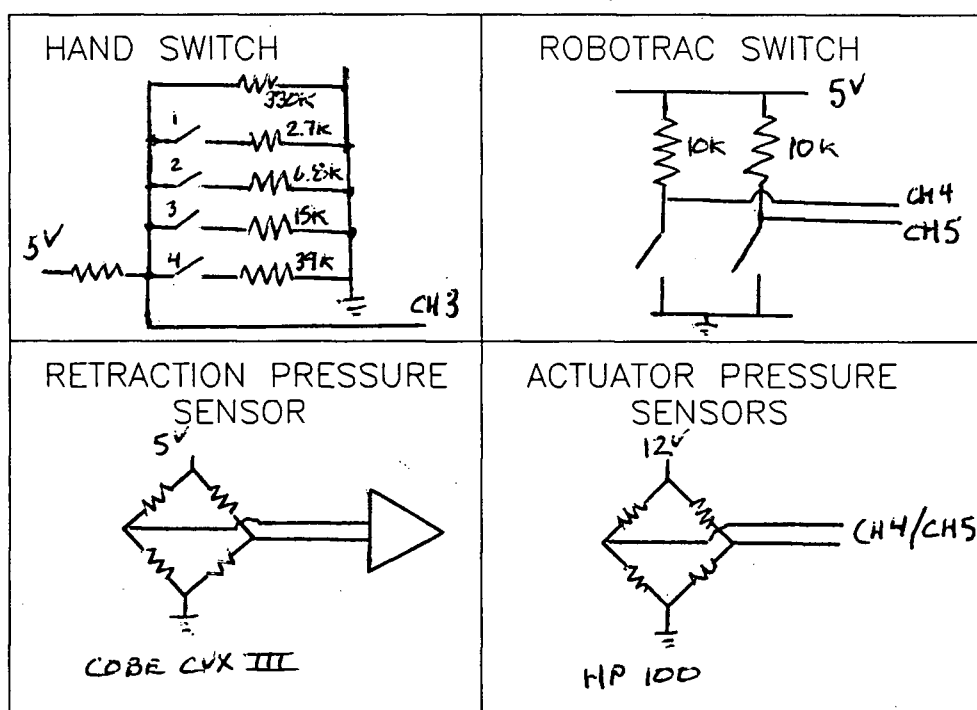 HAND SWITCH
330K
1
2.7K
2
6.8K
3
15K
5V
4
39K
CH3
ROBOTRAC SWITCH
5V
10K
10K
CH4
CH5
RETRACTION PRESSURE
SENSOR
5V
COBE CVX III
ACTUATOR PRESSURE
SENSORS
12V
CH4/CH5
HP 100